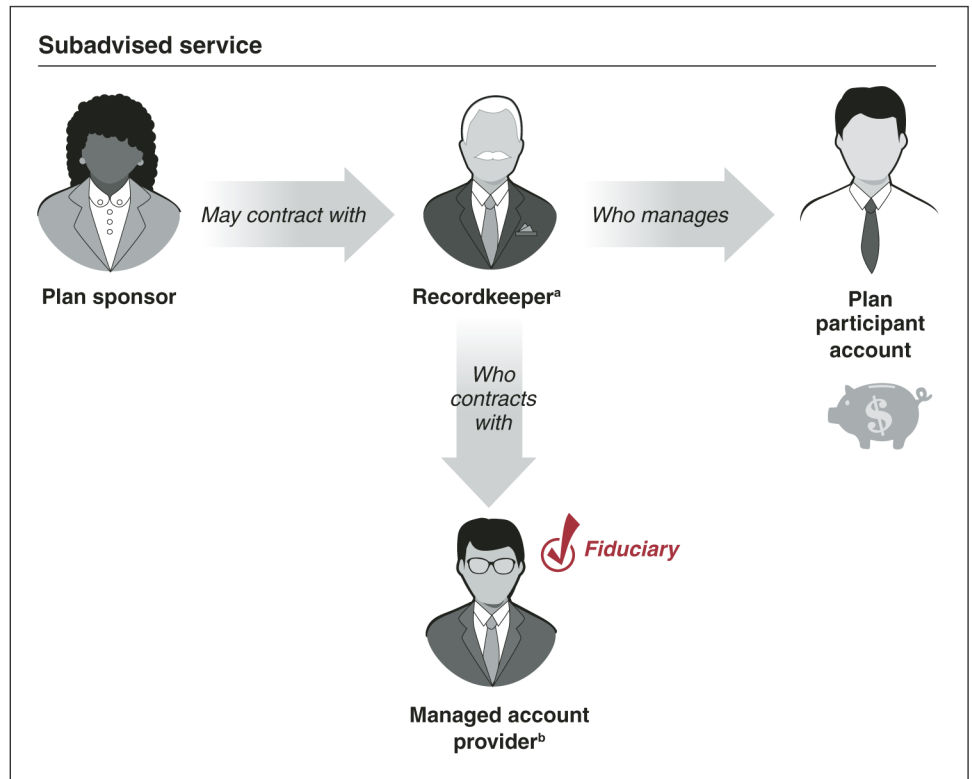 Subadvised service
May contract with
Who manages
Plan sponsor
Recordkeeperᵃ
Plan
participant
account
Who
contracts
with
$
Fiduciary
Managed account
providerᵇ